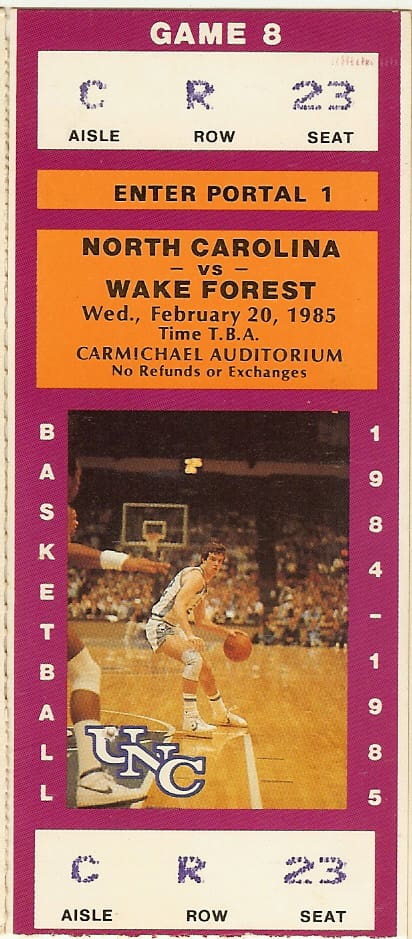 GAME 8
C R 23
AISLE ROW SEAT
ENTER PORTAL 1
NORTH CAROLINA
– vs –
WAKE FOREST
Wed., February 20, 1985
Time T.B.A.
CARMICHAEL AUDITORIUM
No Refunds or Exchanges
BASKETBALL
1984-1985
UNC
C R 23
AISLE ROW SEAT